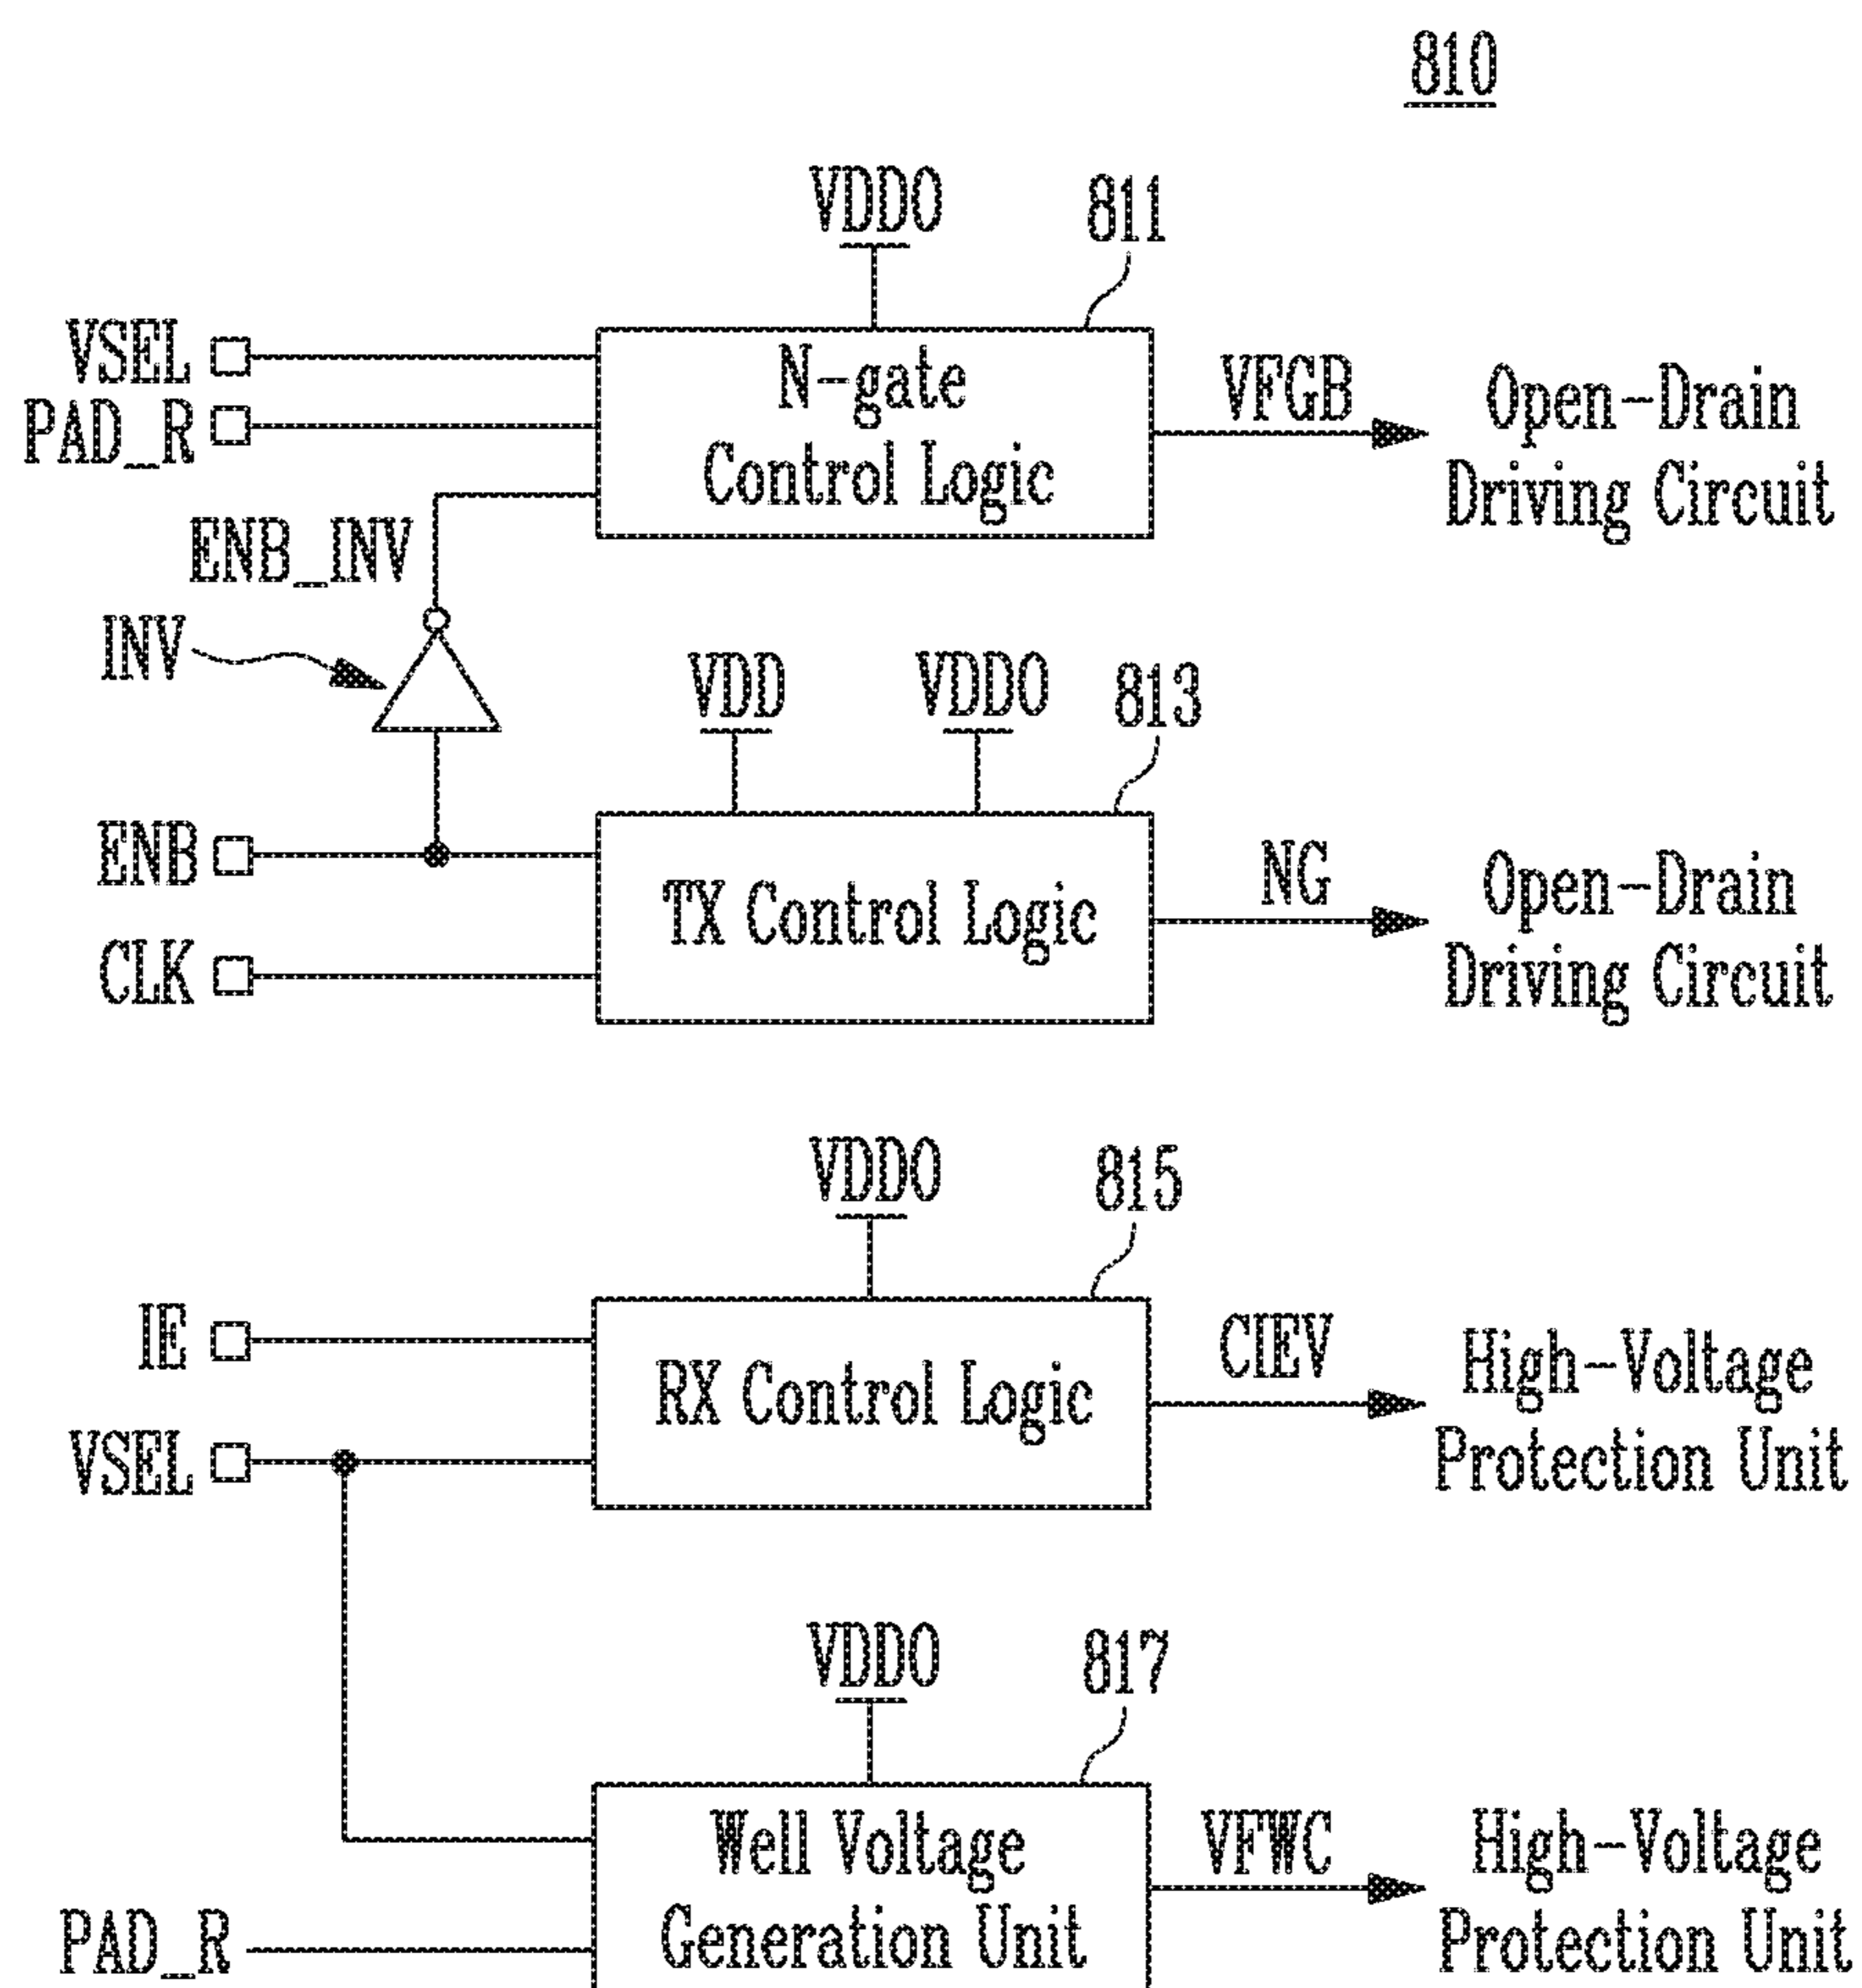 810
VDDO
811
VSEL
PAD_R
N-gate
Control Logic
VFGB
Open-Drain
Driving Circuit
ENB_INV
INV
VDD
VDDO
813
ENB
CLK
TX Control Logic
NG
Open-Drain
Driving Circuit
VDDO
815
IE
VSEL
RX Control Logic
CIEV
High-Voltage
Protection Unit
VDDO
817
PAD_R
Well Voltage
Generation Unit
VFWC
High-Voltage
Protection Unit